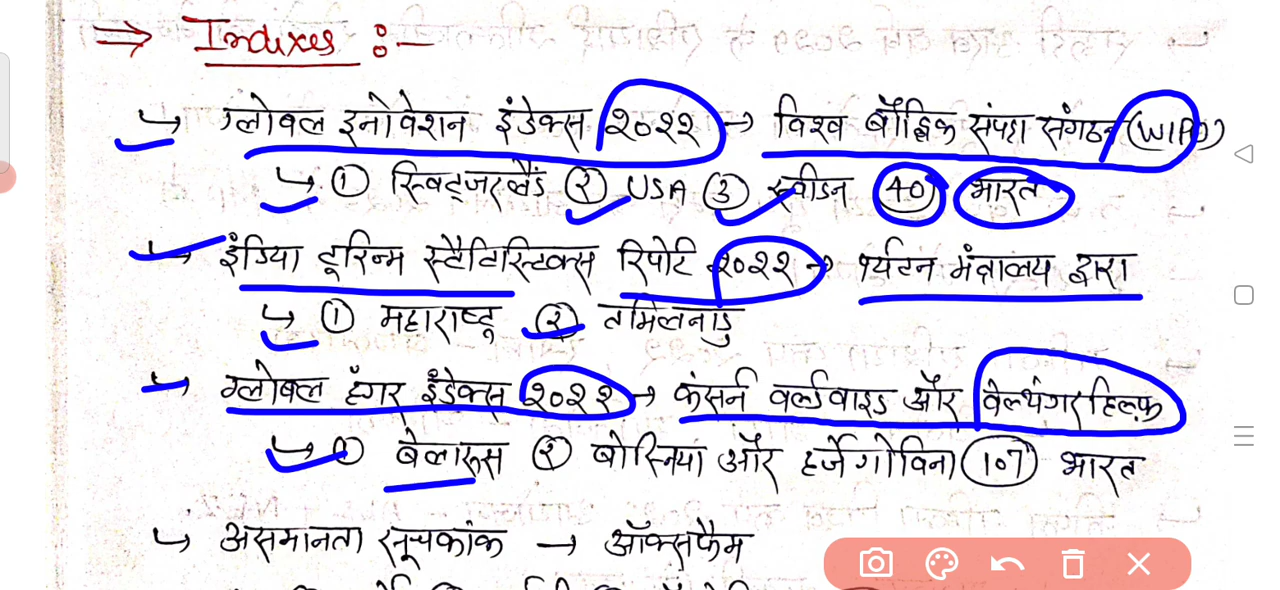 ⇒ Indixes :-
↳ ग्लोबल इनोवेशन इंडेक्स २०२२ → विश्व बौद्धिक संपदा संगठन (WIPO)
↳ ① स्विट्जरलैंड ② USA ③ स्वीडन ④0 भारत
↳ इंडिया टूरिज्म स्टैटिस्टिक्स रिपोर्ट २०२२ → पर्यटन मंत्रालय द्वारा
↳ ① महाराष्ट्र ② तमिलनाडु
↳ ग्लोबल हंगर इंडेक्स २०२२ → कंसर्न वर्ल्डवाइड और वेल्थंगरहिल्फ़
↳ ① बेलारूस ② बोस्निया और हर्जेगोविना 107 भारत
↳ असमानता सूचकांक → ऑक्सफैम